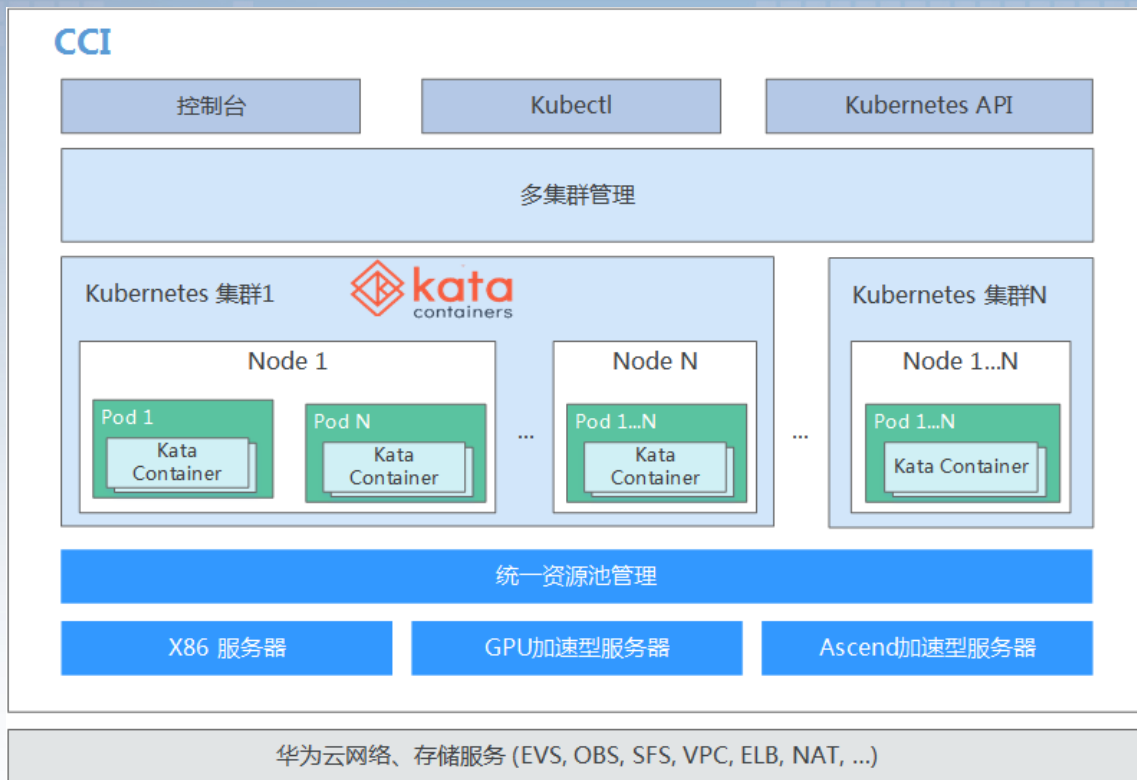 CCI
控制台
Kubectl
Kubernetes API
多集群管理
Kubernetes 集群1
kata
containers
Kubernetes 集群N
Node 1
Node N
Node 1...N
Pod 1
Kata
Container
Pod N
Kata
Container
...
Pod 1...N
Kata
Container
...
Pod 1...N
Kata Container
统一资源池管理
X86 服务器
GPU加速型服务器
Ascend加速型服务器
华为云网络、存储服务 (EVS, OBS, SFS, VPC, ELB, NAT, ...)